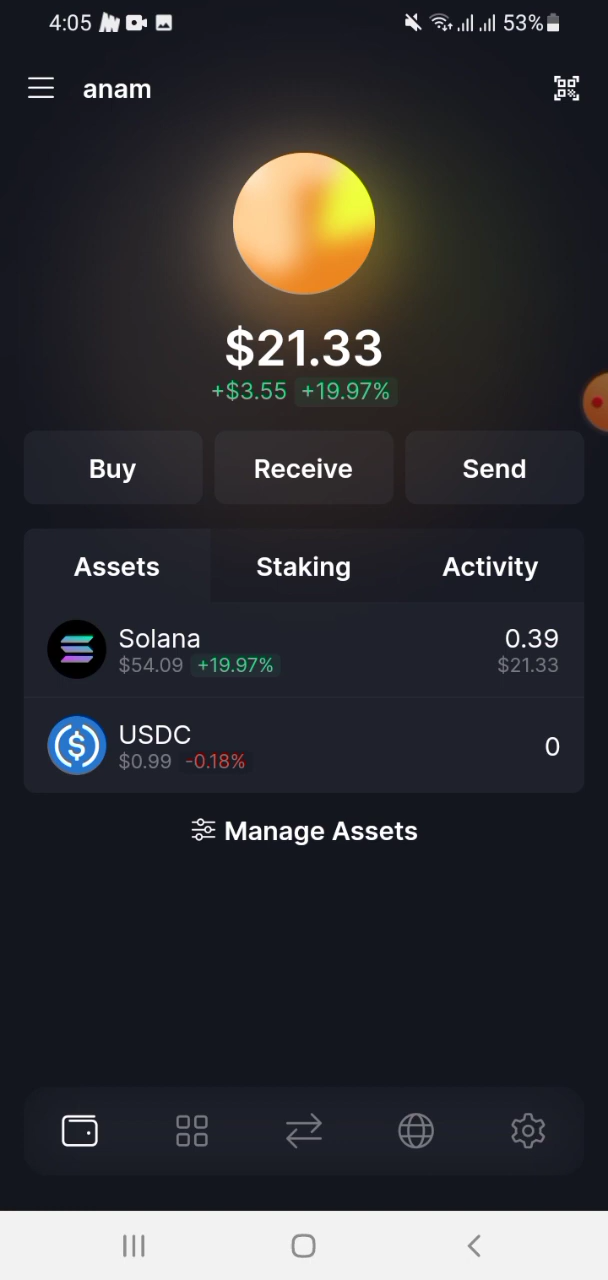 4:05 53%
anam
$21.33
+$3.55 +19.97%
Buy Receive Send
Assets Staking Activity
Solana 0.39
$54.09 +19.97% $21.33
USDC 0
$0.99 -0.18%
Manage Assets